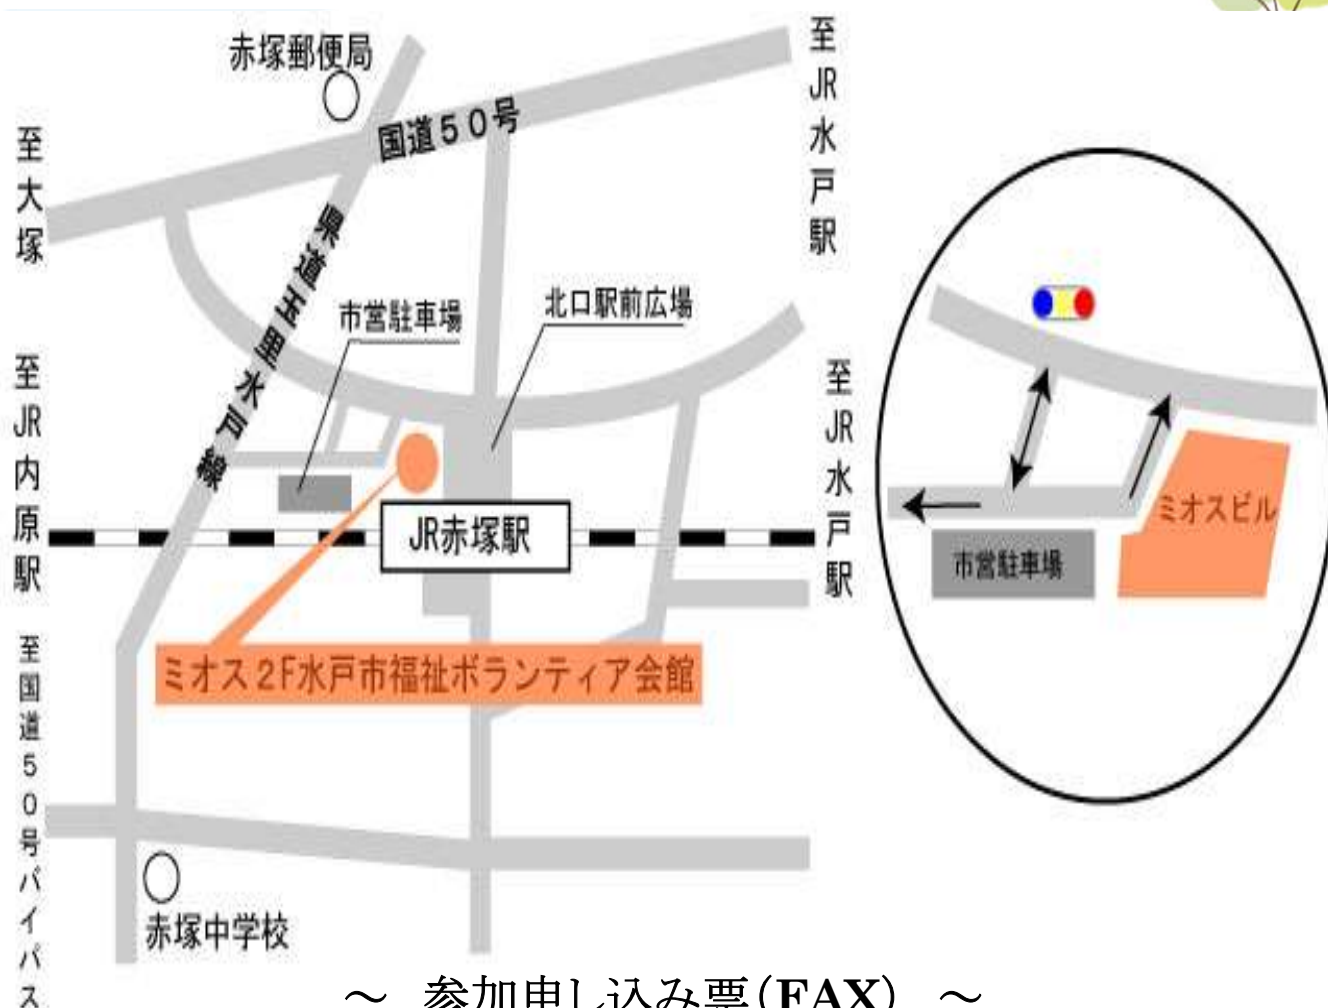 赤塚郵便局
国道５０号
至JR水戸駅
至大塚
県道玉里水戸線
市営駐車場
北口駅前広場
至JR内原駅
至JR水戸駅
JR赤塚駅
ミオスビル
市営駐車場
ミオス２F水戸市福祉ボランティア会館
至国道５０号バイパス
赤塚中学校
～ 参加申し込み票（FAX） ～